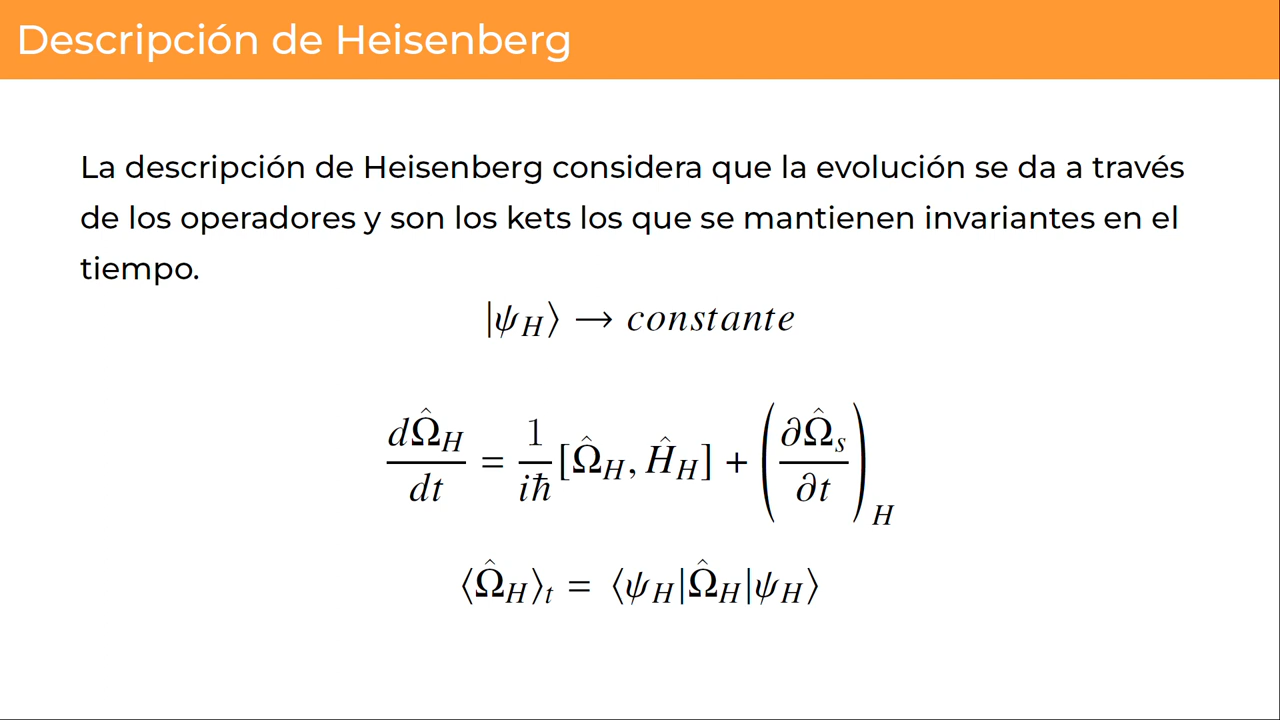 Descripción de Heisenberg
La descripción de Heisenberg considera que la evolución se da a través
de los operadores y son los kets los que se mantienen invariantes en el
tiempo.
|ψ_H⟩ → constante
dΩ̂_H/dt = 1/iℏ [Ω̂_H, Ĥ_H] + (∂Ω̂_s/∂t)_H
⟨Ω̂_H⟩_t = ⟨ψ_H|Ω̂_H|ψ_H⟩